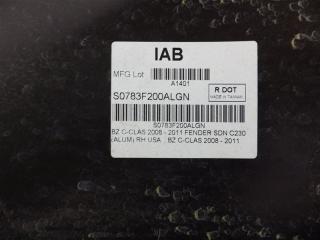 IAB
MFG Lot
A1401
S0783F200ALGN
R DOT
MADE IN TAIWAN
S0783F200ALGN
BZ C-CLAS 2008 - 2011 FENDER SDN C230
(ALUM) RH USA , BZ C-CLAS 2008 - 2011